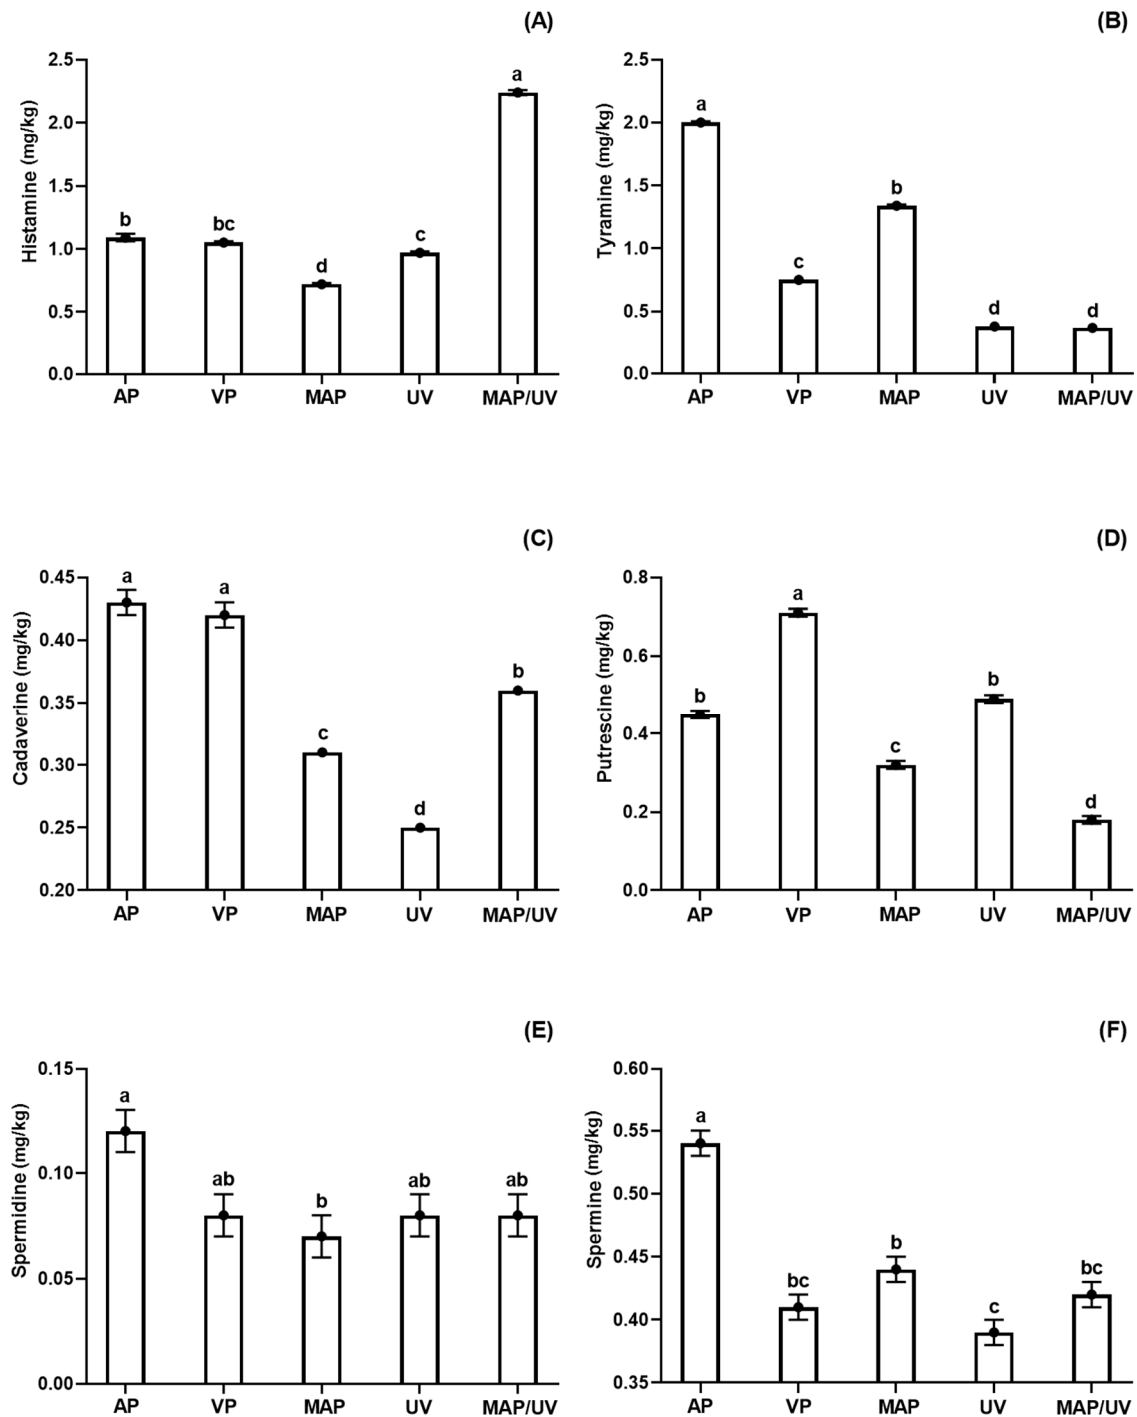 (A)
Histamine (mg/kg)
2.5
2.0
1.5
1.0
0.5
0.0
b
bc
d
c
a
AP VP MAP UV MAP/UV
(B)
Tyramine (mg/kg)
2.5
2.0
1.5
1.0
0.5
0.0
a
c
b
d
d
AP VP MAP UV MAP/UV
(C)
Cadaverine (mg/kg)
0.45
0.40
0.35
0.30
0.25
0.20
a
a
c
d
b
AP VP MAP UV MAP/UV
(D)
Putrescine (mg/kg)
0.8
0.6
0.4
0.2
0.0
b
a
c
b
d
AP VP MAP UV MAP/UV
(E)
Spermidine (mg/kg)
0.15
0.10
0.05
0.00
a
ab
b
ab
ab
AP VP MAP UV MAP/UV
(F)
Spermine (mg/kg)
0.60
0.55
0.50
0.45
0.40
0.35
a
bc
b
c
bc
AP VP MAP UV MAP/UV